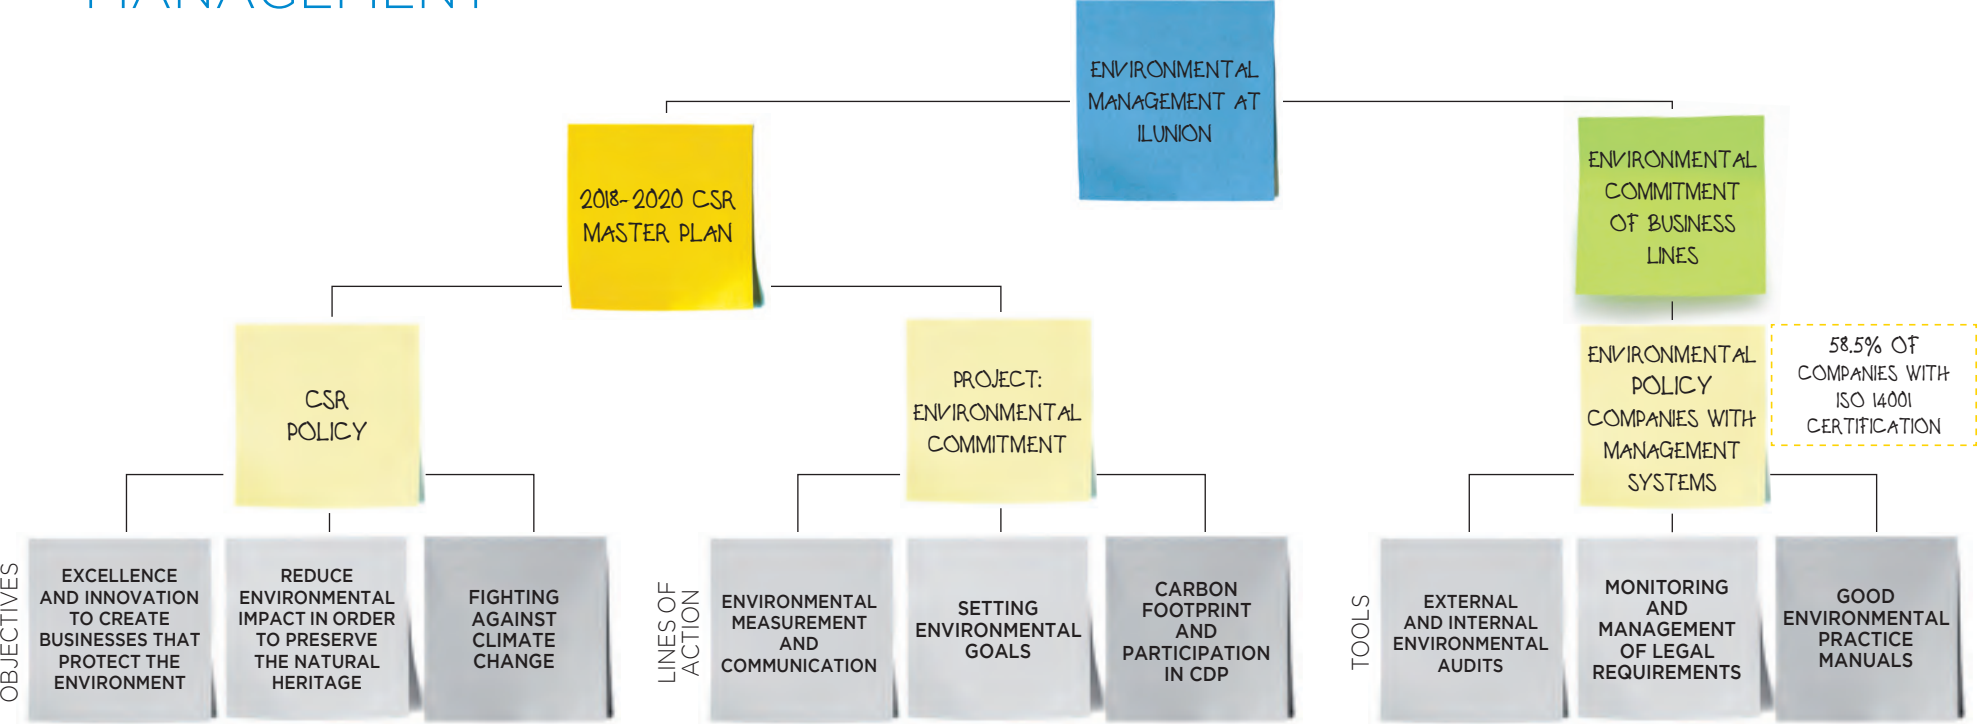 MANAGEMENT
ENVIRONMENTAL
MANAGEMENT AT
ILUNION
2018-2020 CSR
MASTER PLAN
ENVIRONMENTAL
COMMITMENT
OF BUSINESS
LINES
CSR
POLICY
PROJECT:
ENVIRONMENTAL
COMMITMENT
ENVIRONMENTAL
POLICY
COMPANIES WITH
MANAGEMENT
SYSTEMS
58.5% OF
COMPANIES WITH
ISO 14001
CERTIFICATION
OBJECTIVES
EXCELLENCE
AND INNOVATION
TO CREATE
BUSINESSES THAT
PROTECT THE
ENVIRONMENT
REDUCE
ENVIRONMENTAL
IMPACT IN ORDER
TO PRESERVE
THE NATURAL
HERITAGE
FIGHTING
AGAINST
CLIMATE
CHANGE
LINES OF
ACTION
ENVIRONMENTAL
MEASUREMENT
AND
COMMUNICATION
SETTING
ENVIRONMENTAL
GOALS
CARBON
FOOTPRINT
AND
PARTICIPATION
IN CDP
TOOLS
EXTERNAL
AND INTERNAL
ENVIRONMENTAL
AUDITS
MONITORING
AND
MANAGEMENT
OF LEGAL
REQUIREMENTS
GOOD
ENVIRONMENTAL
PRACTICE
MANUALS